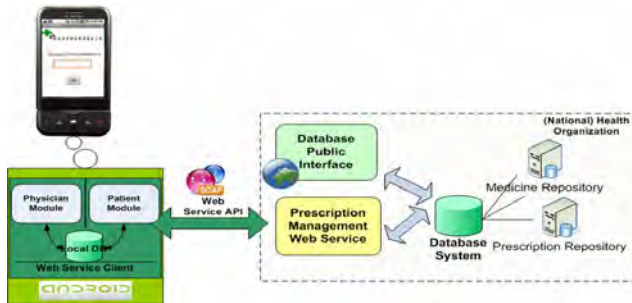 Physician
Module
Patient
Module
Local DB
Web Service Client
ANDROID
SOAP
Web
Service API
(National) Health
Organization
Database
Public
Interface
Prescription
Management
Web Service
Database
System
Medicine Repository
Prescription Repository